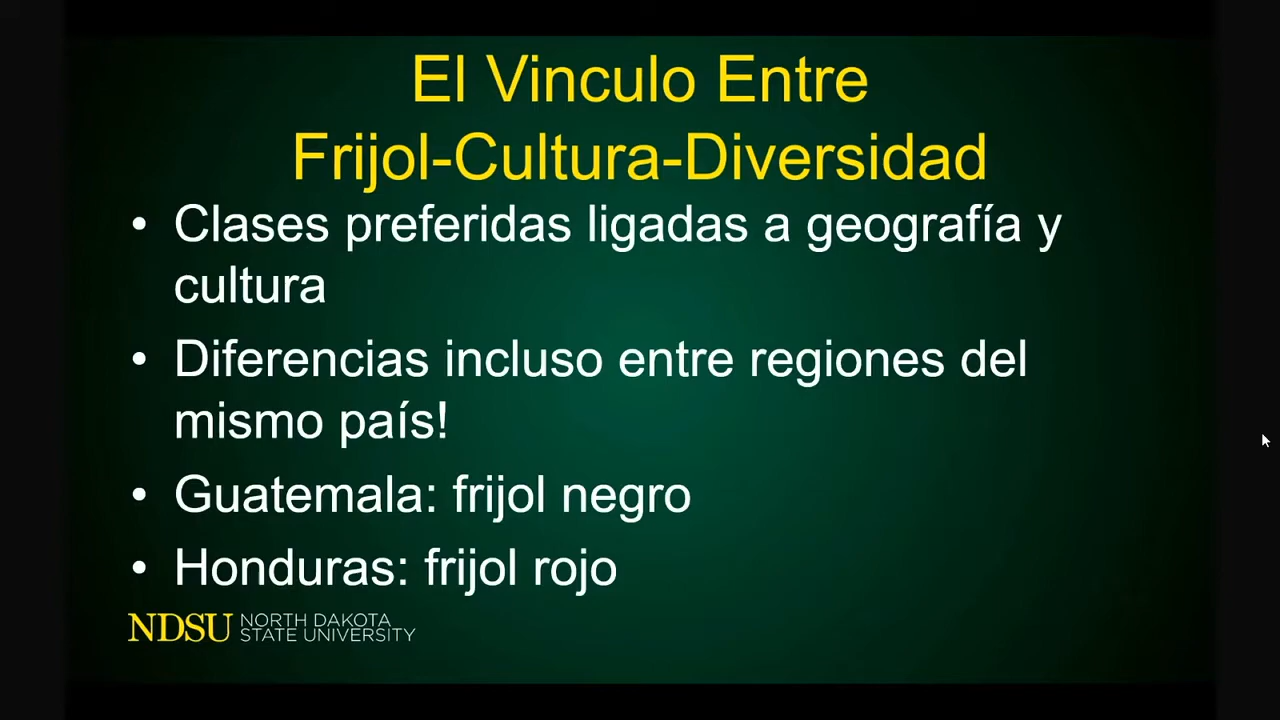 El Vinculo Entre
Frijol-Cultura-Diversidad
• Clases preferidas ligadas a geografía y
cultura
• Diferencias incluso entre regiones del
mismo país!
• Guatemala: frijol negro
• Honduras: frijol rojo
NDSU NORTH DAKOTA
STATE UNIVERSITY